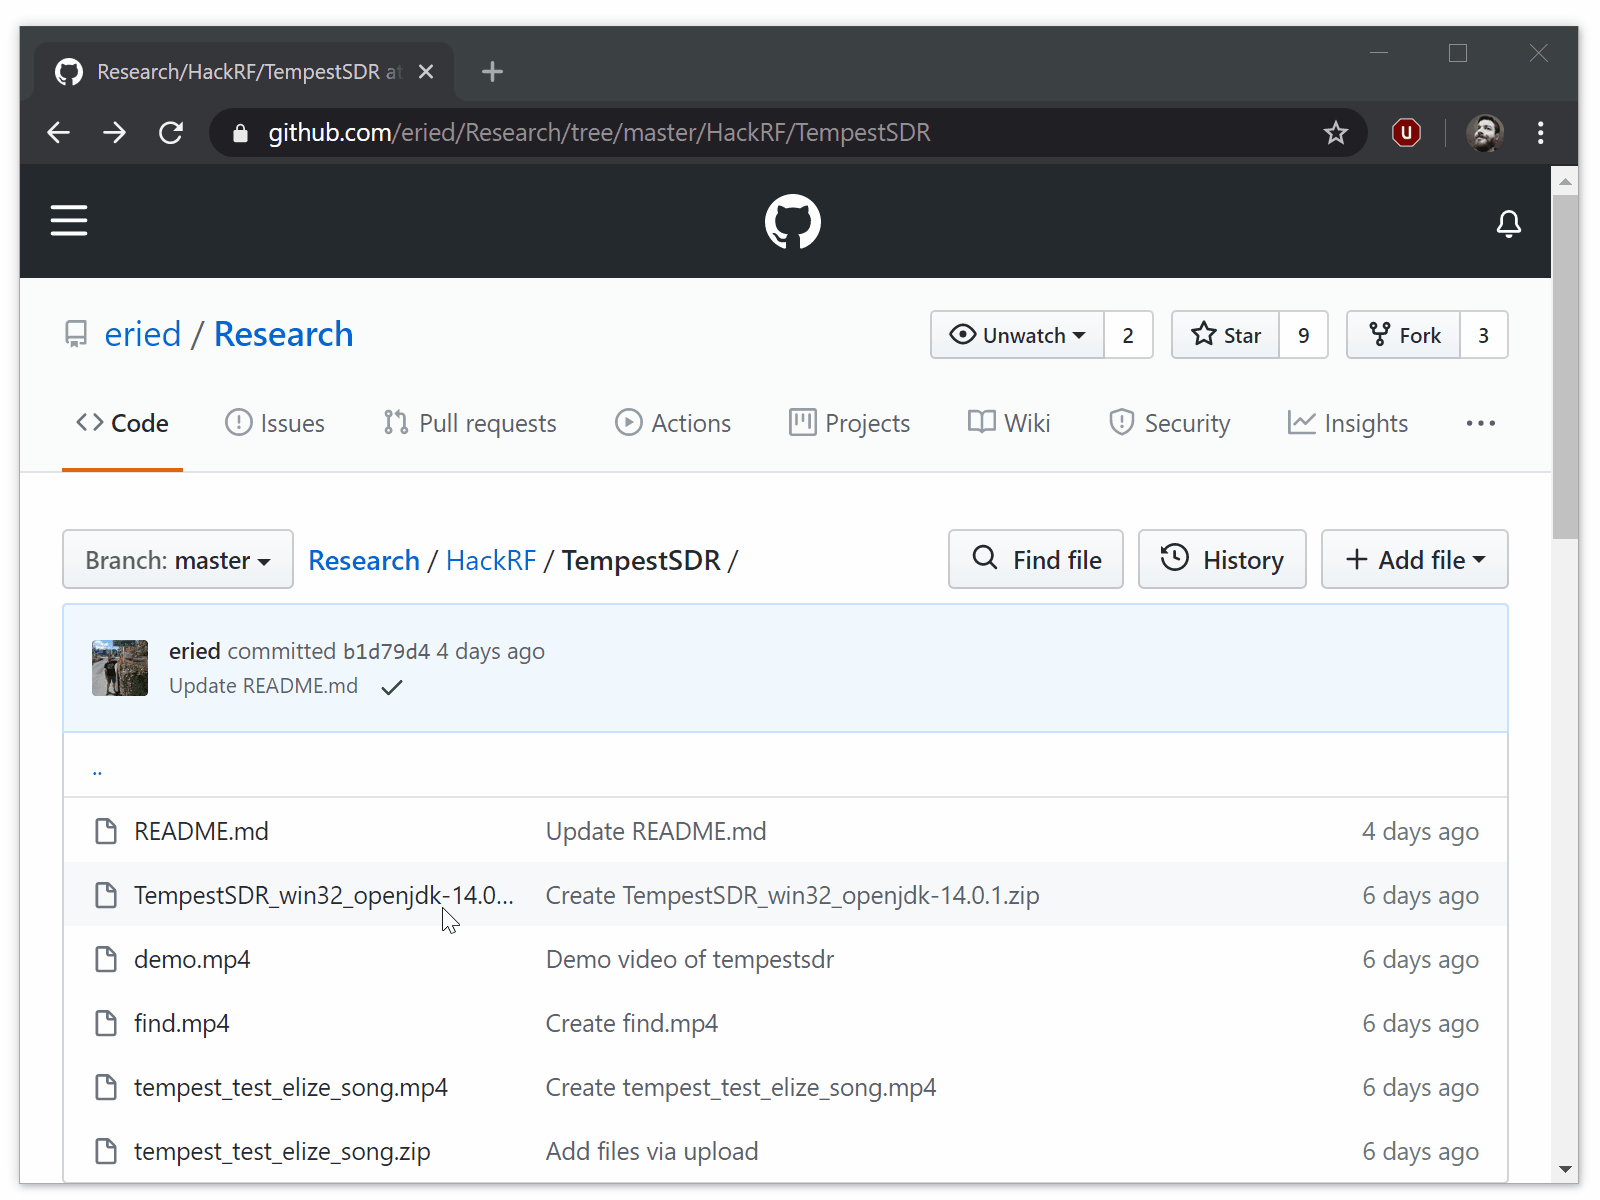 Research/HackRF/TempestSDR at
github.com/eried/Research/tree/master/HackRF/TempestSDR
eried / Research
Unwatch 2 Star 9 Fork 3
Code Issues Pull requests Actions Projects Wiki Security Insights ...
Branch: master Research / HackRF / TempestSDR / Find file History + Add file
eried committed b1d79d4 4 days ago
Update README.md
..
README.md Update README.md 4 days ago
TempestSDR_win32_openjdk-14.0... Create TempestSDR_win32_openjdk-14.0.1.zip 6 days ago
demo.mp4 Demo video of tempestsdr 6 days ago
find.mp4 Create find.mp4 6 days ago
tempest_test_elize_song.mp4 Create tempest_test_elize_song.mp4 6 days ago
tempest_test_elize_song.zip Add files via upload 6 days ago